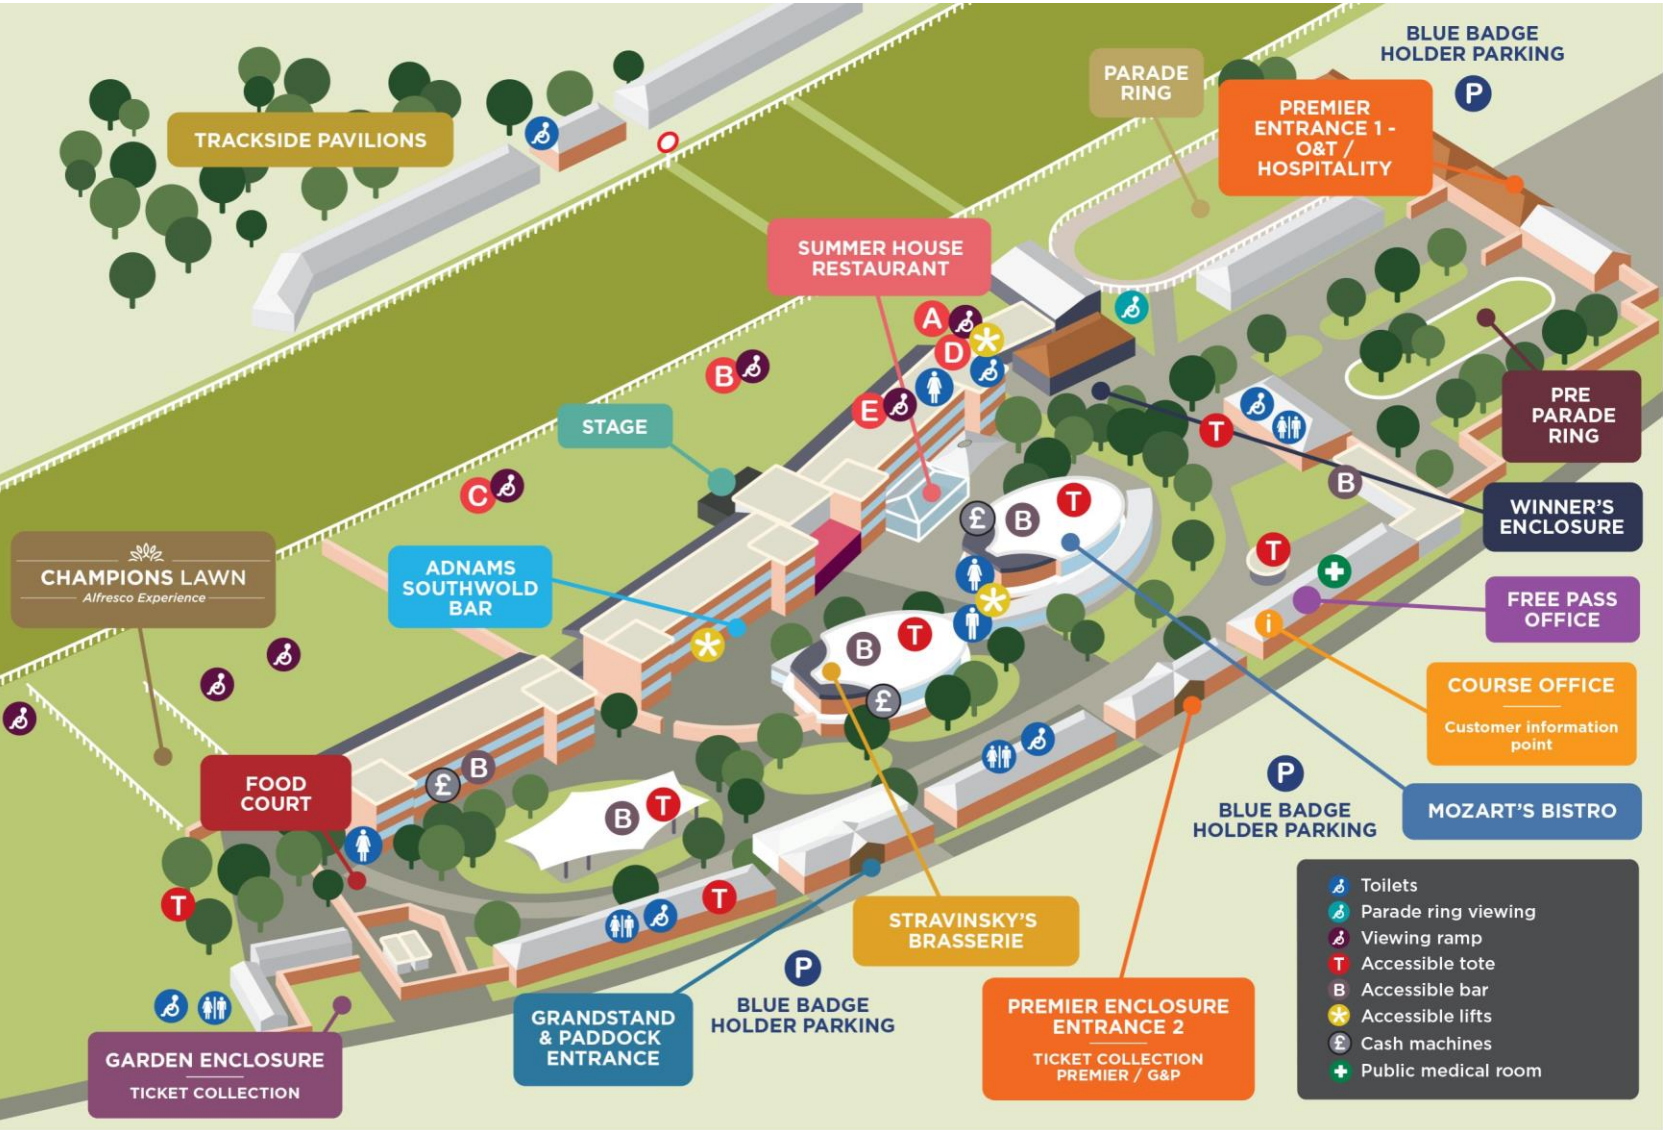 BLUE BADGE
HOLDER PARKING
P
PARADE
RING
PREMIER
ENTRANCE 1 -
O&T /
HOSPITALITY
TRACKSIDE PAVILIONS
SUMMER HOUSE
RESTAURANT
A
D
B
E
C
STAGE
T
PRE
PARADE
RING
B
WINNER'S
ENCLOSURE
£
B
T
T
CHAMPIONS LAWN
Alfresco Experience
ADNAMS
SOUTHWOLD
BAR
FREE PASS
OFFICE
i
B
T
£
COURSE OFFICE
Customer information
point
FOOD
COURT
£
B
B
T
P
BLUE BADGE
HOLDER PARKING
MOZART'S BISTRO
T
T
STRAVINSKY'S
BRASSERIE
P
BLUE BADGE
HOLDER PARKING
GRANDSTAND
& PADDOCK
ENTRANCE
PREMIER ENCLOSURE
ENTRANCE 2
TICKET COLLECTION
PREMIER / G&P
GARDEN ENCLOSURE
TICKET COLLECTION
Toilets
Parade ring viewing
Viewing ramp
T Accessible tote
B Accessible bar
Accessible lifts
£ Cash machines
Public medical room